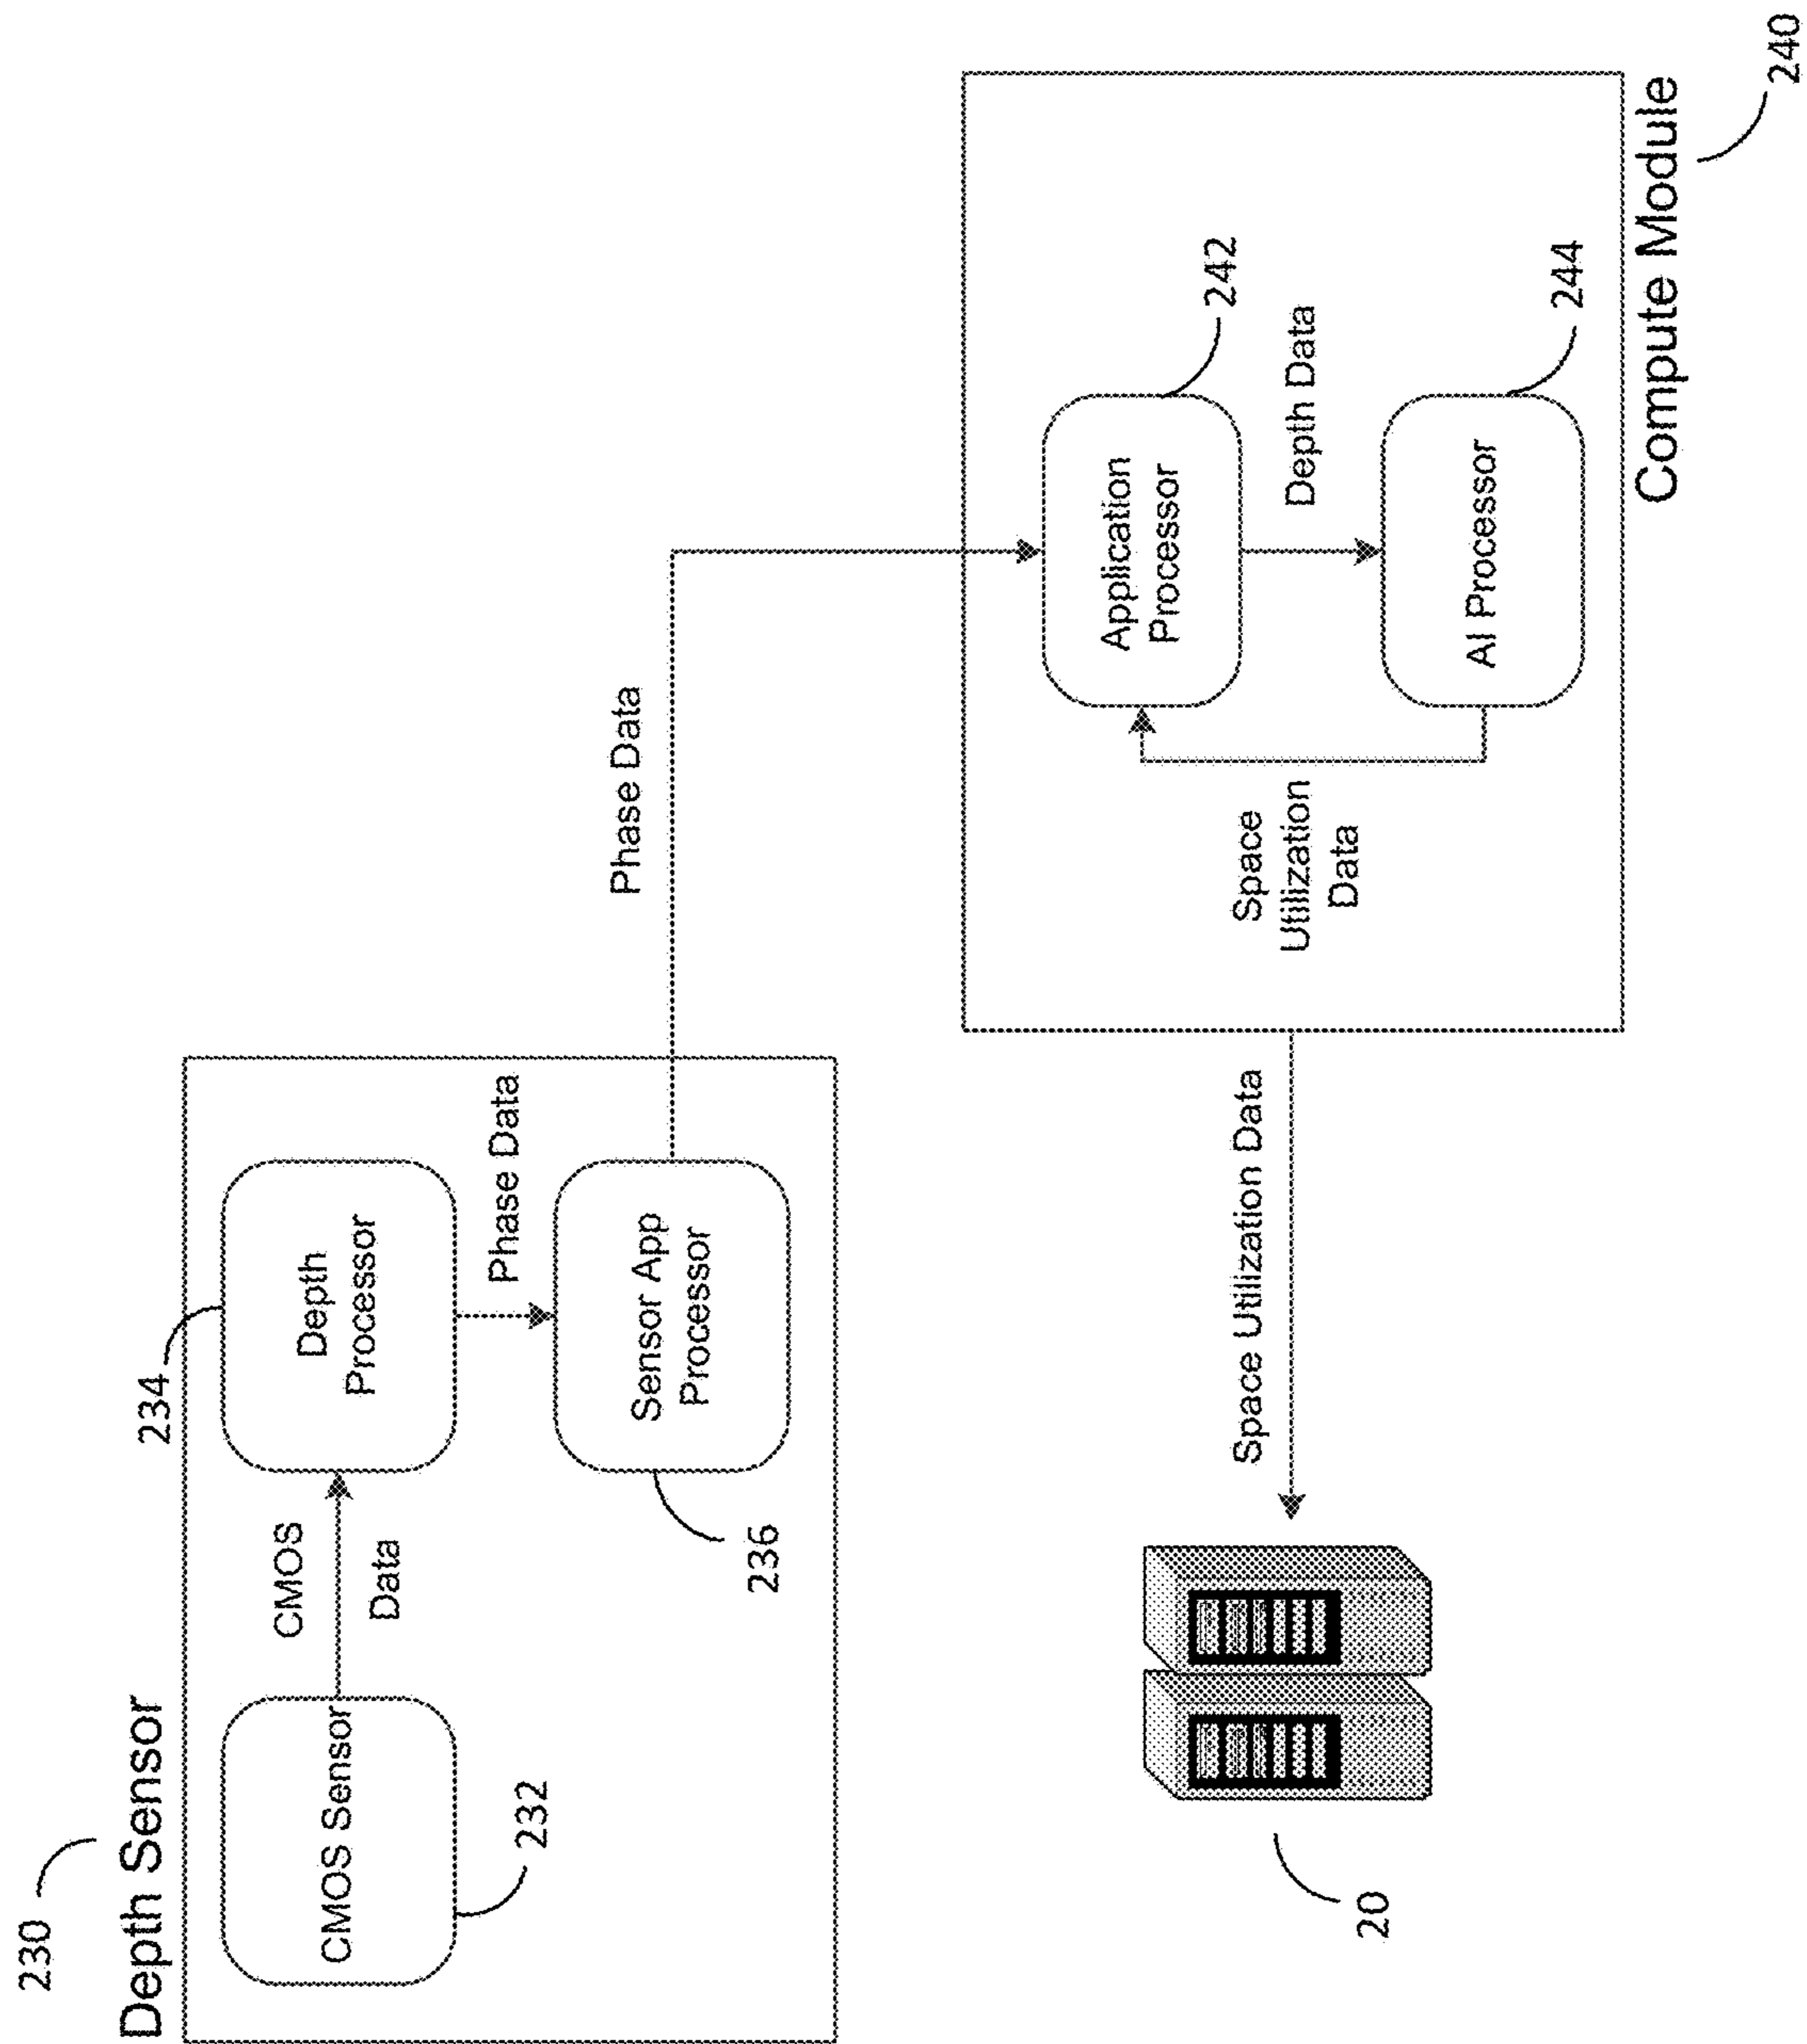 230
Depth Sensor
CMOS Sensor
232
CMOS
Data
234
Depth
Processor
Phase Data
Sensor App
Processor
236
Phase Data
Application
Processor
242
Depth Data
AI Processor
244
Space
Utilization
Data
Compute Module
240
Space Utilization Data
20